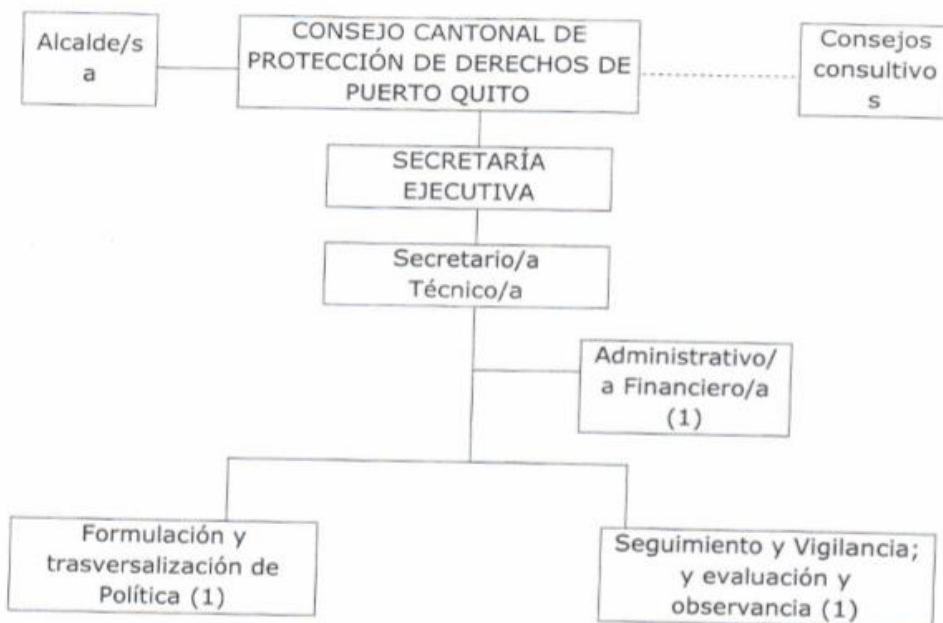 Alcalde/s
a
CONSEJO CANTONAL DE
PROTECCIÓN DE DERECHOS DE
PUERTO QUITO
Consejos
consultivo
s
SECRETARÍA
EJECUTIVA
Secretario/a
Técnico/a
Administrativo/
a Financiero/a
(1)
Formulación y
trasversalización de
Política (1)
Seguimiento y Vigilancia;
y evaluación y
observancia (1)